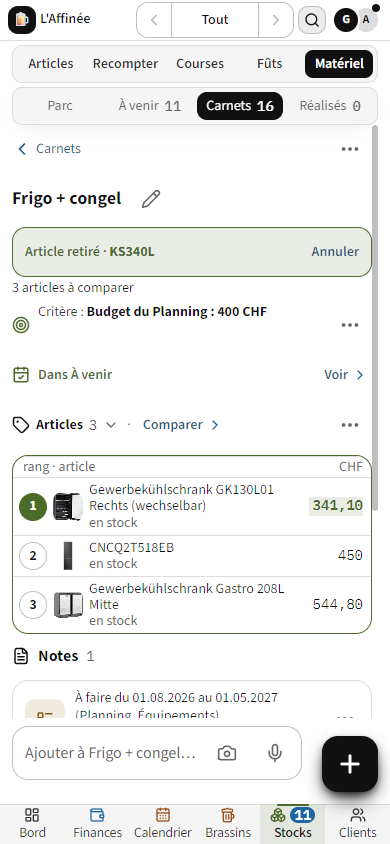 L'Affinée
Tout
G
A
Articles Recompter Courses Fûts Matériel
Parc À venir 11 Carnets 16 Réalisés 0
Carnets
Frigo + congel
Article retiré · KS340L Annuler
3 articles à comparer
Critère : Budget du Planning : 400 CHF
Dans À venir Voir
Articles 3 · Comparer
rang · article CHF
1 Gewerbekühlschrank GK130L01
Rechts (wechselbar) 341,10
en stock
2 CNCQ2T518EB 450
en stock
3 Gewerbekühlschrank Gastro 208L
Mitte 544,80
en stock
Notes 1
À faire du 01.08.2026 au 01.05.2027
(Planning, Équipements)
Ajouter à Frigo + congel…
11
Bord Finances Calendrier Brassins Stocks Clients